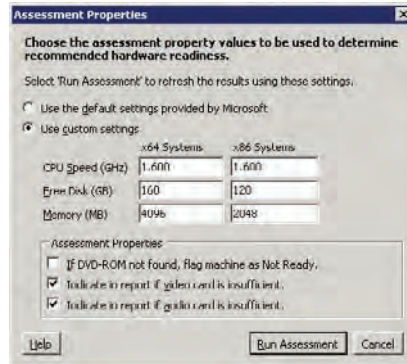 Assessment Properties
Choose the assessment property values to be used to determine
recommended hardware readiness.
Select 'Run Assessment' to refresh the results using these settings.
Use the default settings provided by Microsoft
Use custom settings
x64 Systems x86 Systems
CPU Speed (GHz) 1.600 1.600
Free Disk (GB) 160 120
Memory (MB) 4096 2048
Assessment Properties
If DVD-ROM not found, flag machine as Not Ready.
Indicate in report if video card is insufficient.
Indicate in report if audio card is insufficient.
Help Run Assessment Cancel